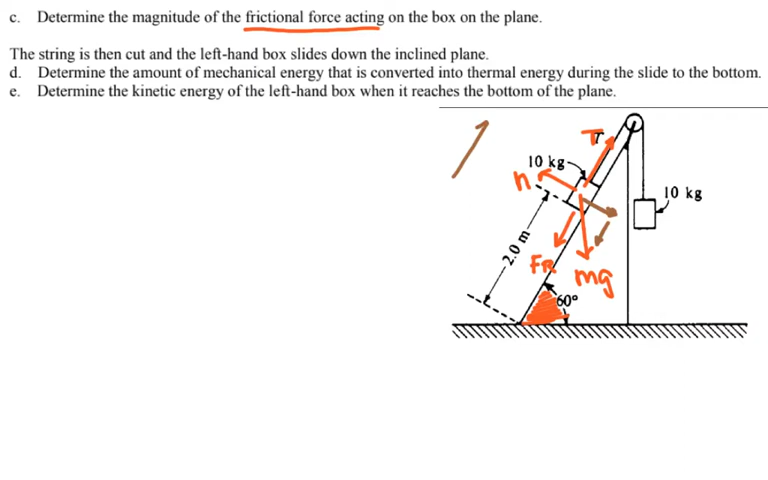 c. Determine the magnitude of the frictional force acting on the box on the plane.
The string is then cut and the left-hand box slides down the inclined plane.
d. Determine the amount of mechanical energy that is converted into thermal energy during the slide to the bottom.
e. Determine the kinetic energy of the left-hand box when it reaches the bottom of the plane.
T
10 kg
n
10 kg
2.0 m
FR
mg
60°